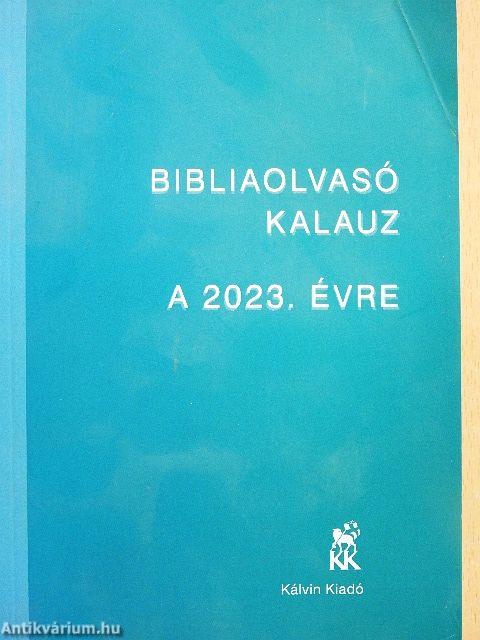 BIBLIAOLVASÓ
KALAUZ
A 2023. ÉVRE
KK
Kálvin Kiadó
Antikvárium.hu